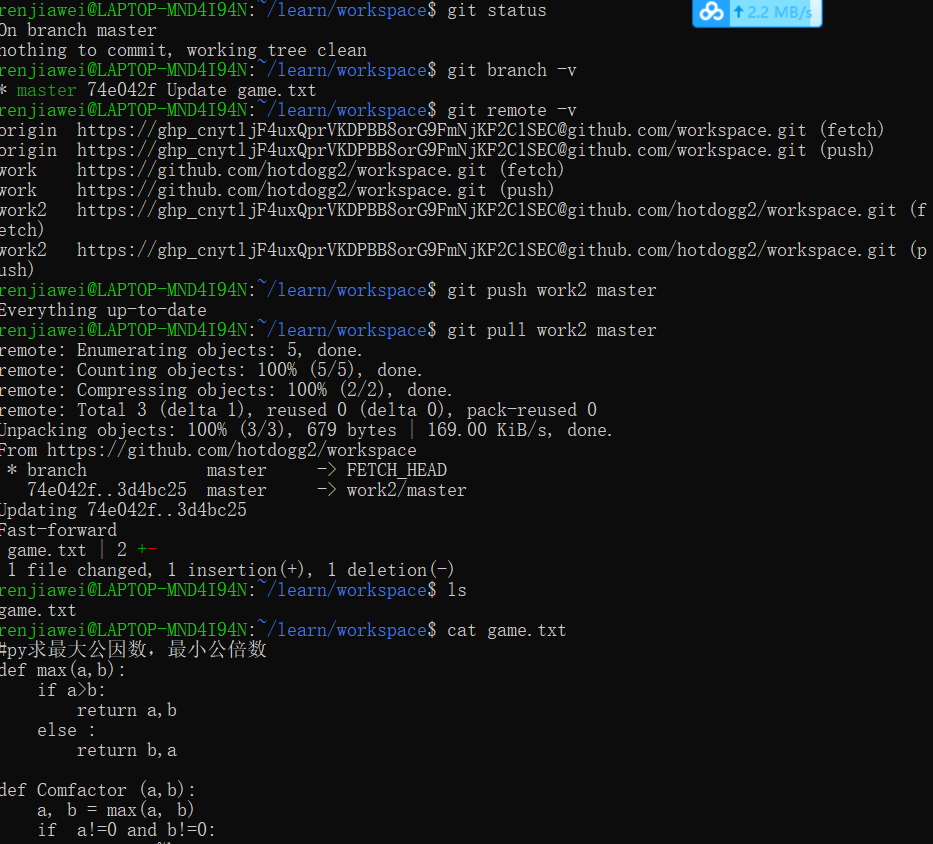 renjiawei@LAPTOP-MND4I94N:~/learn/workspace$ git status
2.2 MB/s
On branch master
nothing to commit, working tree clean
renjiawei@LAPTOP-MND4I94N:~/learn/workspace$ git branch -v
* master 74e042f Update game.txt
renjiawei@LAPTOP-MND4I94N:~/learn/workspace$ git remote -v
origin  https://@github.com/workspace.git (fetch)
origin  https://@github.com/workspace.git (push)
work    https://github.com/hotdogg2/workspace.git (fetch)
work    https://github.com/hotdogg2/workspace.git (push)
work2   https://@github.com/hotdogg2/workspace.git (f
etch)
work2   https://@github.com/hotdogg2/workspace.git (p
ush)
renjiawei@LAPTOP-MND4I94N:~/learn/workspace$ git push work2 master
Everything up-to-date
renjiawei@LAPTOP-MND4I94N:~/learn/workspace$ git pull work2 master
remote: Enumerating objects: 5, done.
remote: Counting objects: 100% (5/5), done.
remote: Compressing objects: 100% (2/2), done.
remote: Total 3 (delta 1), reused 0 (delta 0), pack-reused 0
Unpacking objects: 100% (3/3), 679 bytes | 169.00 KiB/s, done.
From https://github.com/hotdogg2/workspace
 * branch            master     -> FETCH_HEAD
   74e042f..3d4bc25  master     -> work2/master
Updating 74e042f..3d4bc25
Fast-forward
 game.txt | 2 +-
 1 file changed, 1 insertion(+), 1 deletion(-)
renjiawei@LAPTOP-MND4I94N:~/learn/workspace$ ls
game.txt
renjiawei@LAPTOP-MND4I94N:~/learn/workspace$ cat game.txt
#py求最大公因数，最小公倍数
def max(a,b):
    if a>b:
        return a,b
    else :
        return b,a

def Comfactor (a,b):
    a, b = max(a, b)
    if  a!=0 and b!=0: